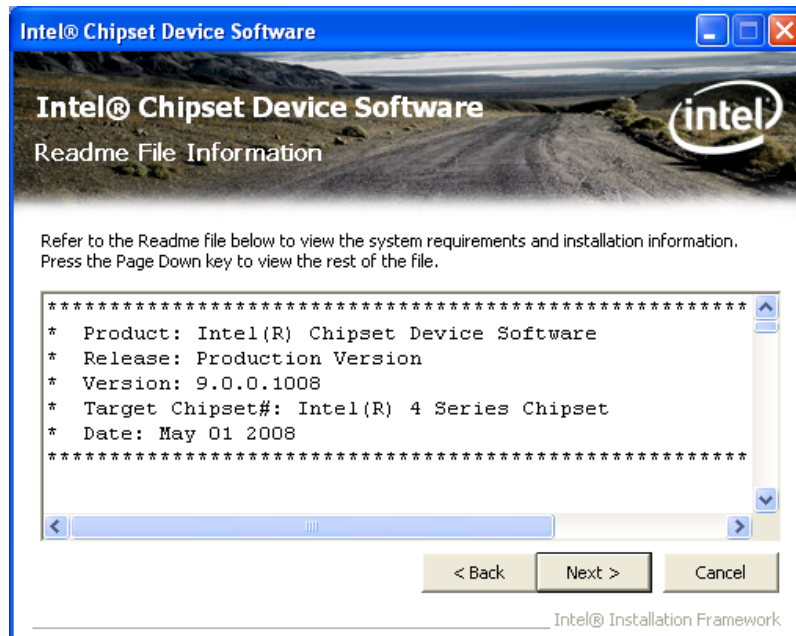 Intel® Chipset Device Software
Intel® Chipset Device Software
intel
Readme File Information
Refer to the Readme file below to view the system requirements and installation information.
Press the Page Down key to view the rest of the file.
********************************************************
* Product: Intel(R) Chipset Device Software
* Release: Production Version
* Version: 9.0.0.1008
* Target Chipset#: Intel(R) 4 Series Chipset
* Date: May 01 2008
********************************************************
< Back Next > Cancel
Intel® Installation Framework